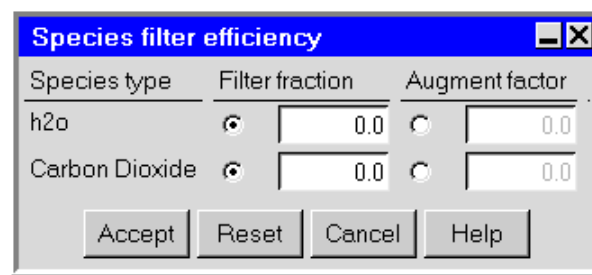 Species filter efficiency
Species type Filter fraction Augment factor
h2o 0.0 0.0
Carbon Dioxide 0.0 0.0
Accept Reset Cancel Help